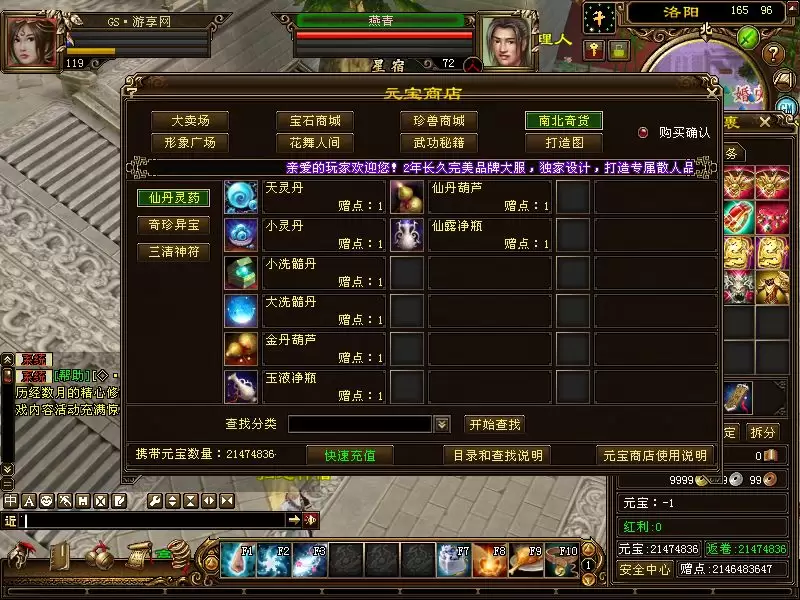 GS·游享网
燕青
洛阳
165 96
北
119
星宿
72
理人
元宝商店
大卖场
宝石商城
珍兽商城
南北奇货
形象广场
花舞人间
武功秘籍
打造图
购买确认
亲爱的玩家欢迎您！2年长久完美品牌大服，独家设计，打造专属散人品
仙丹灵药
奇珍异宝
三清神符
天灵丹
赠点：1
仙丹葫芦
赠点：1
小灵丹
赠点：1
仙露净瓶
赠点：1
小洗髓丹
赠点：1
大洗髓丹
赠点：1
金丹葫芦
赠点：1
玉液净瓶
赠点：1
查找分类
开始查找
携带元宝数量：21474836
快速充值
目录和查找说明
元宝商店使用说明
务
定
拆分
0
9999
99
元宝：-1
红利:0
元宝:21474836
返卷:21474836
安全中心
赠点:2146483647
系统
系统 [帮助]
历经数月的精心修
戏内容活动充满惊
中 A
近
F1 F2 F3 F7 F8 F9 F10
1